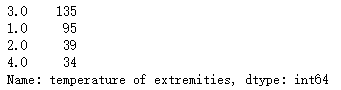 3.0    135
1.0     95
2.0     39
4.0     34
Name: temperature of extremities, dtype: int64